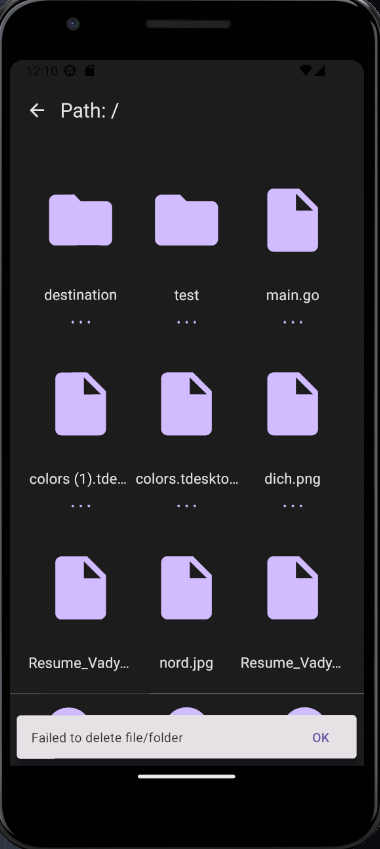 12:10
Path: /
destination
test
main.go
...
...
...
colors (1).tde...
colors.tdeskto...
dich.png
...
...
...
Resume_Vady...
nord.jpg
Resume_Vady...
Failed to delete file/folder
OK